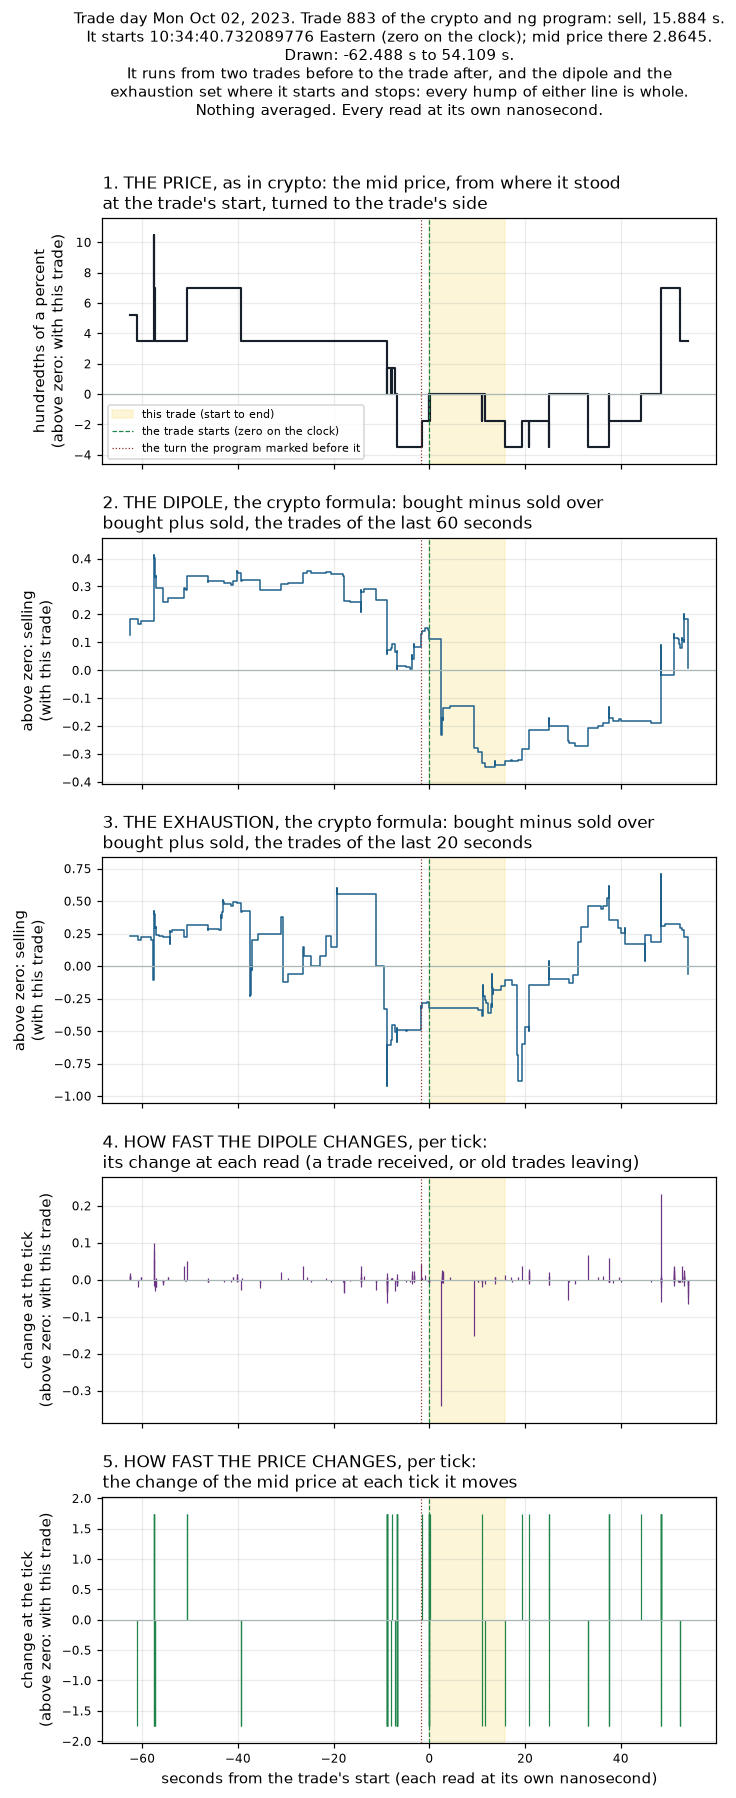 Trade day Mon Oct 02, 2023. Trade 883 of the crypto and ng program: sell, 15.884 s.
It starts 10:34:40.732089776 Eastern (zero on the clock); mid price there 2.8645.
Drawn: -62.488 s to 54.109 s.
It runs from two trades before to the trade after, and the dipole and the
exhaustion set where it starts and stops: every hump of either line is whole.
Nothing averaged. Every read at its own nanosecond.
1. THE PRICE, as in crypto: the mid price, from where it stood
at the trade's start, turned to the trade's side
hundredths of a percent
(above zero: with this trade)
10
8
6
4
2
0
−2
−4
this trade (start to end)
the trade starts (zero on the clock)
the turn the program marked before it
2. THE DIPOLE, the crypto formula: bought minus sold over
bought plus sold, the trades of the last 60 seconds
above zero: selling
(with this trade)
0.4
0.3
0.2
0.1
0.0
−0.1
−0.2
−0.3
−0.4
3. THE EXHAUSTION, the crypto formula: bought minus sold over
bought plus sold, the trades of the last 20 seconds
above zero: selling
(with this trade)
0.75
0.50
0.25
0.00
−0.25
−0.50
−0.75
−1.00
4. HOW FAST THE DIPOLE CHANGES, per tick:
its change at each read (a trade received, or old trades leaving)
change at the tick
(above zero: with this trade)
0.2
0.1
0.0
−0.1
−0.2
−0.3
5. HOW FAST THE PRICE CHANGES, per tick:
the change of the mid price at each tick it moves
change at the tick
(above zero: with this trade)
2.0
1.5
1.0
0.5
0.0
−0.5
−1.0
−1.5
−2.0
−60 −40 −20 0 20 40
seconds from the trade's start (each read at its own nanosecond)